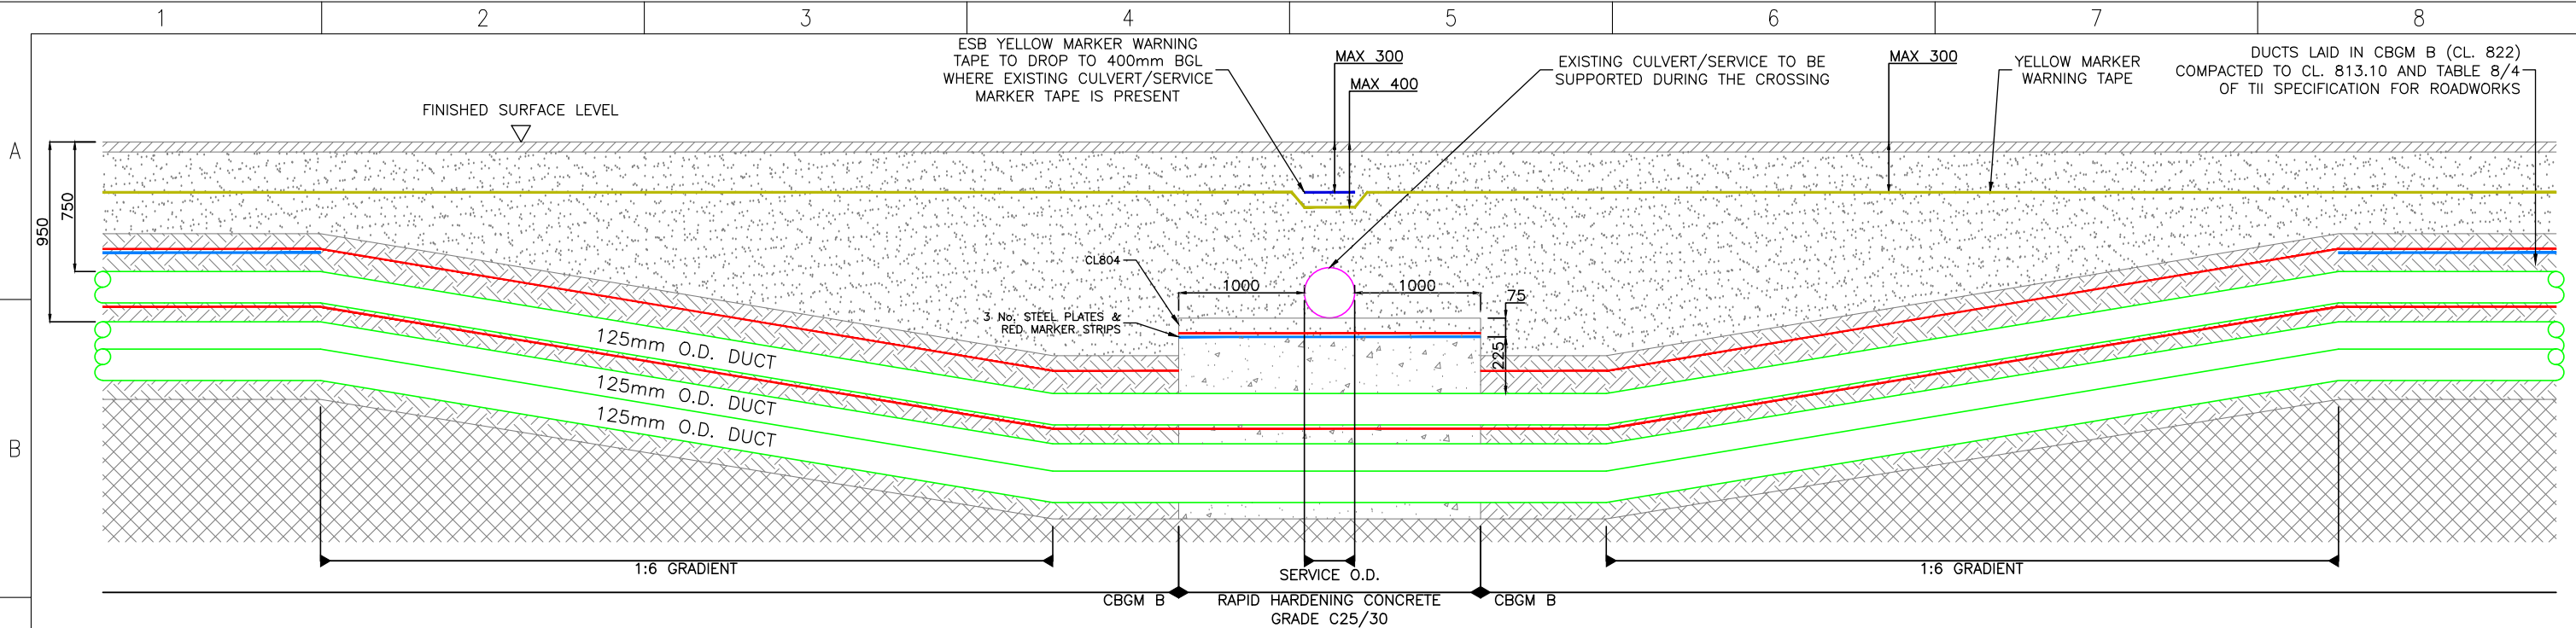 1 2 3 4 5 6 7 8
A
B
ESB YELLOW MARKER WARNING
TAPE TO DROP TO 400mm BGL
WHERE EXISTING CULVERT/SERVICE
MARKER TAPE IS PRESENT
MAX 300
MAX 400
EXISTING CULVERT/SERVICE TO BE
SUPPORTED DURING THE CROSSING
MAX 300
YELLOW MARKER
WARNING TAPE
DUCTS LAID IN CBGM B (CL. 822)
COMPACTED TO CL. 813.10 AND TABLE 8/4
OF TII SPECIFICATION FOR ROADWORKS
FINISHED SURFACE LEVEL
950
750
CL804
1000
1000
75
3 No. STEEL PLATES &
RED MARKER STRIPS
225
125mm O.D. DUCT
125mm O.D. DUCT
125mm O.D. DUCT
1:6 GRADIENT
SERVICE O.D.
1:6 GRADIENT
CBGM B
RAPID HARDENING CONCRETE
GRADE C25/30
CBGM B